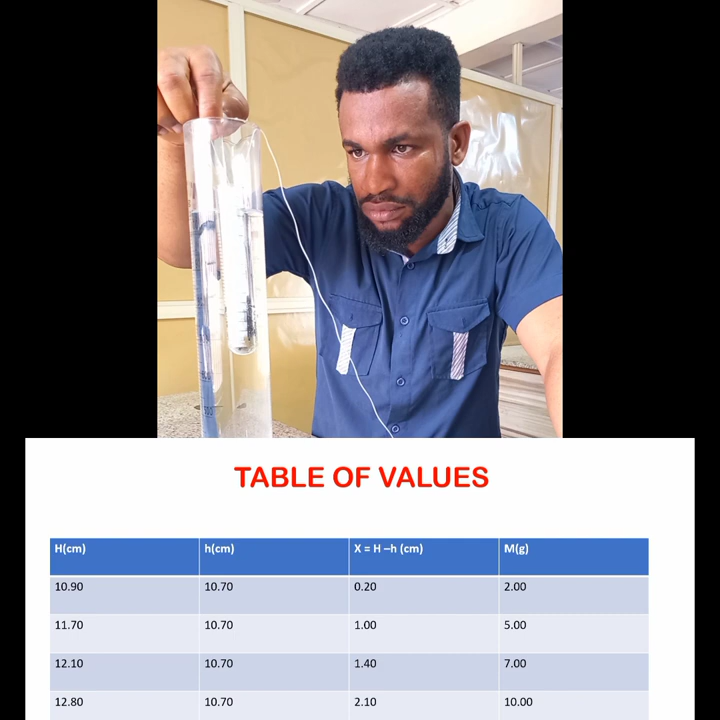 TABLE OF VALUES
H(cm) h(cm) X = H –h (cm) M(g)
10.90 10.70 0.20 2.00
11.70 10.70 1.00 5.00
12.10 10.70 1.40 7.00
12.80 10.70 2.10 10.00